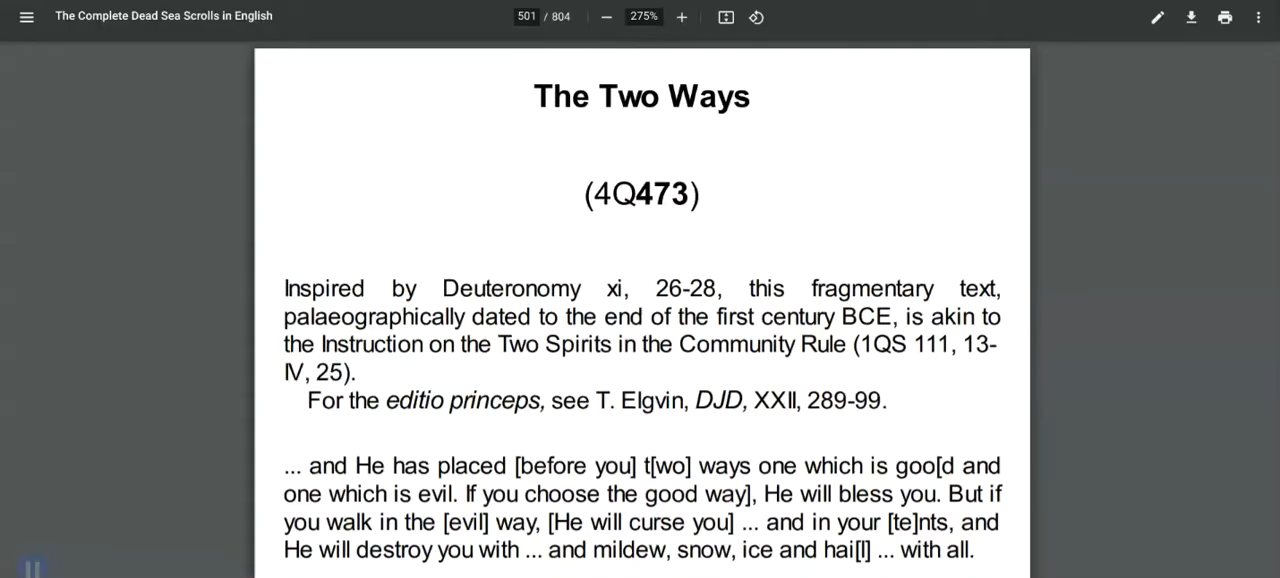 The Complete Dead Sea Scrolls in English
501 / 804
275%
The Two Ways
(4Q473)
Inspired by Deuteronomy xi, 26-28, this fragmentary text,
palaeographically dated to the end of the first century BCE, is akin to
the Instruction on the Two Spirits in the Community Rule (1QS 111, 13-
IV, 25).
For the editio princeps, see T. Elgvin, DJD, XXII, 289-99.
... and He has placed [before you] t[wo] ways one which is goo[d and
one which is evil. If you choose the good way], He will bless you. But if
you walk in the [evil] way, [He will curse you] ... and in your [te]nts, and
He will destroy you with ... and mildew, snow, ice and hai[l] ... with all.